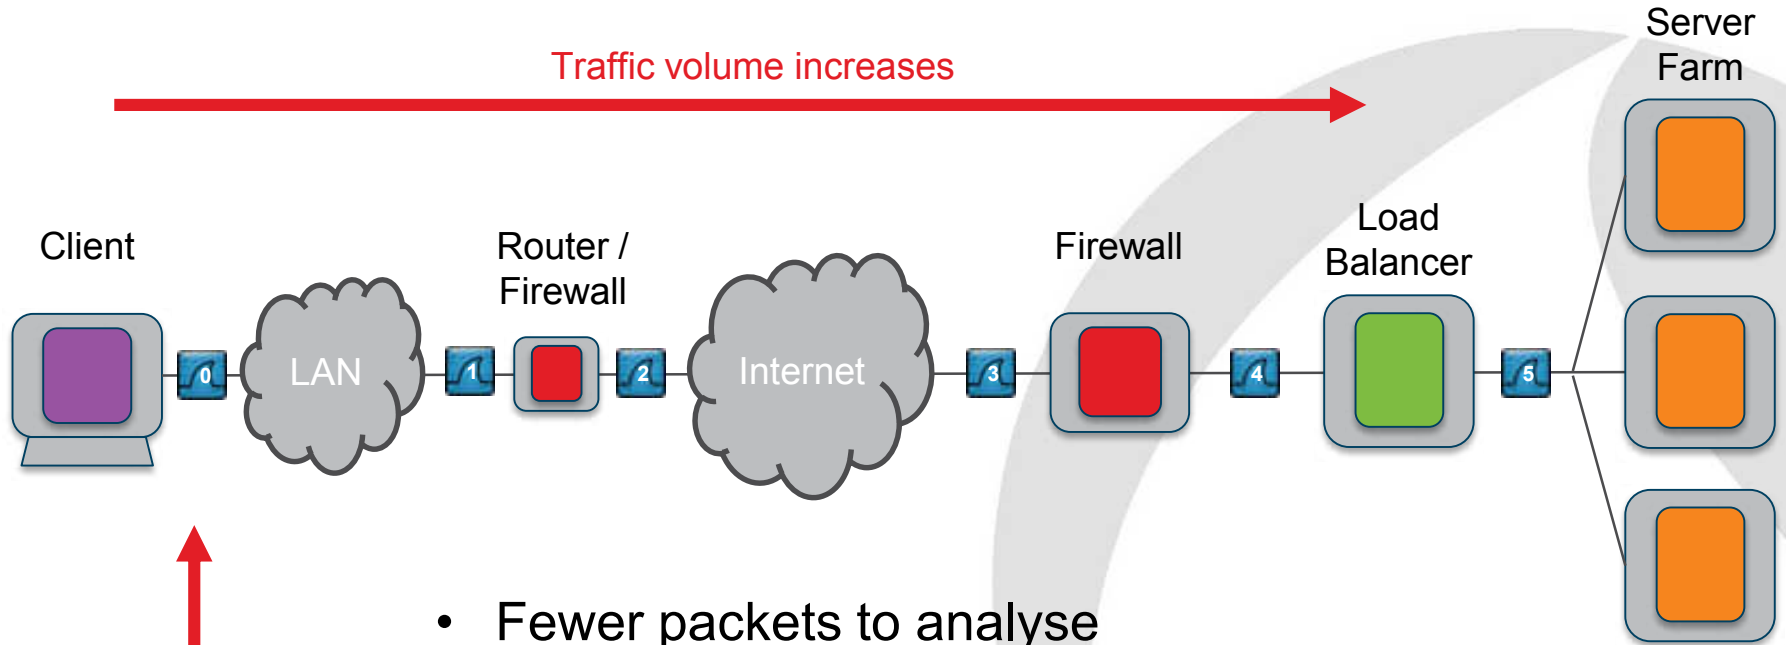 Traffic volume increases
Server
Farm
Client
Router /
Firewall
Firewall
Load
Balancer
0
LAN
1
2
Internet
3
4
5
• Fewer packets to analyse